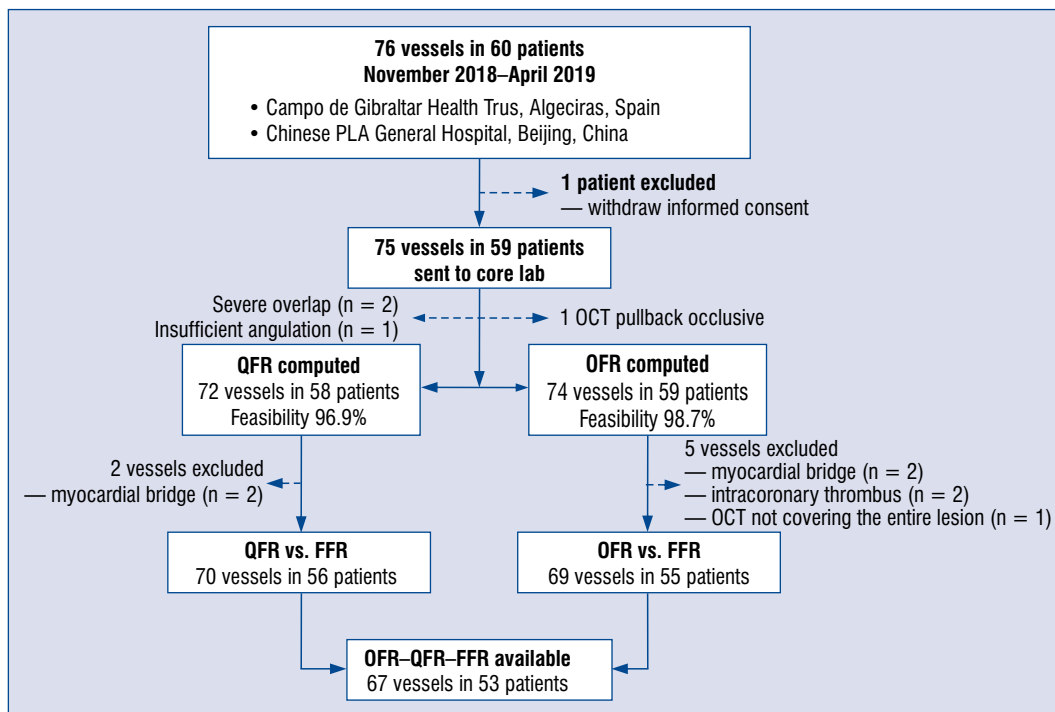 76 vessels in 60 patients
November 2018–April 2019
• Campo de Gibraltar Health Trus, Algeciras, Spain
• Chinese PLA General Hospital, Beijing, China
1 patient excluded
— withdraw informed consent
75 vessels in 59 patients
sent to core lab
Severe overlap (n = 2)
Insufficient angulation (n = 1)
1 OCT pullback occlusive
QFR computed
72 vessels in 58 patients
Feasibility 96.9%
OFR computed
74 vessels in 59 patients
Feasibility 98.7%
2 vessels excluded
— myocardial bridge (n = 2)
5 vessels excluded
— myocardial bridge (n = 2)
— intracoronary thrombus (n = 2)
— OCT not covering the entire lesion (n = 1)
QFR vs. FFR
70 vessels in 56 patients
OFR vs. FFR
69 vessels in 55 patients
OFR–QFR–FFR available
67 vessels in 53 patients